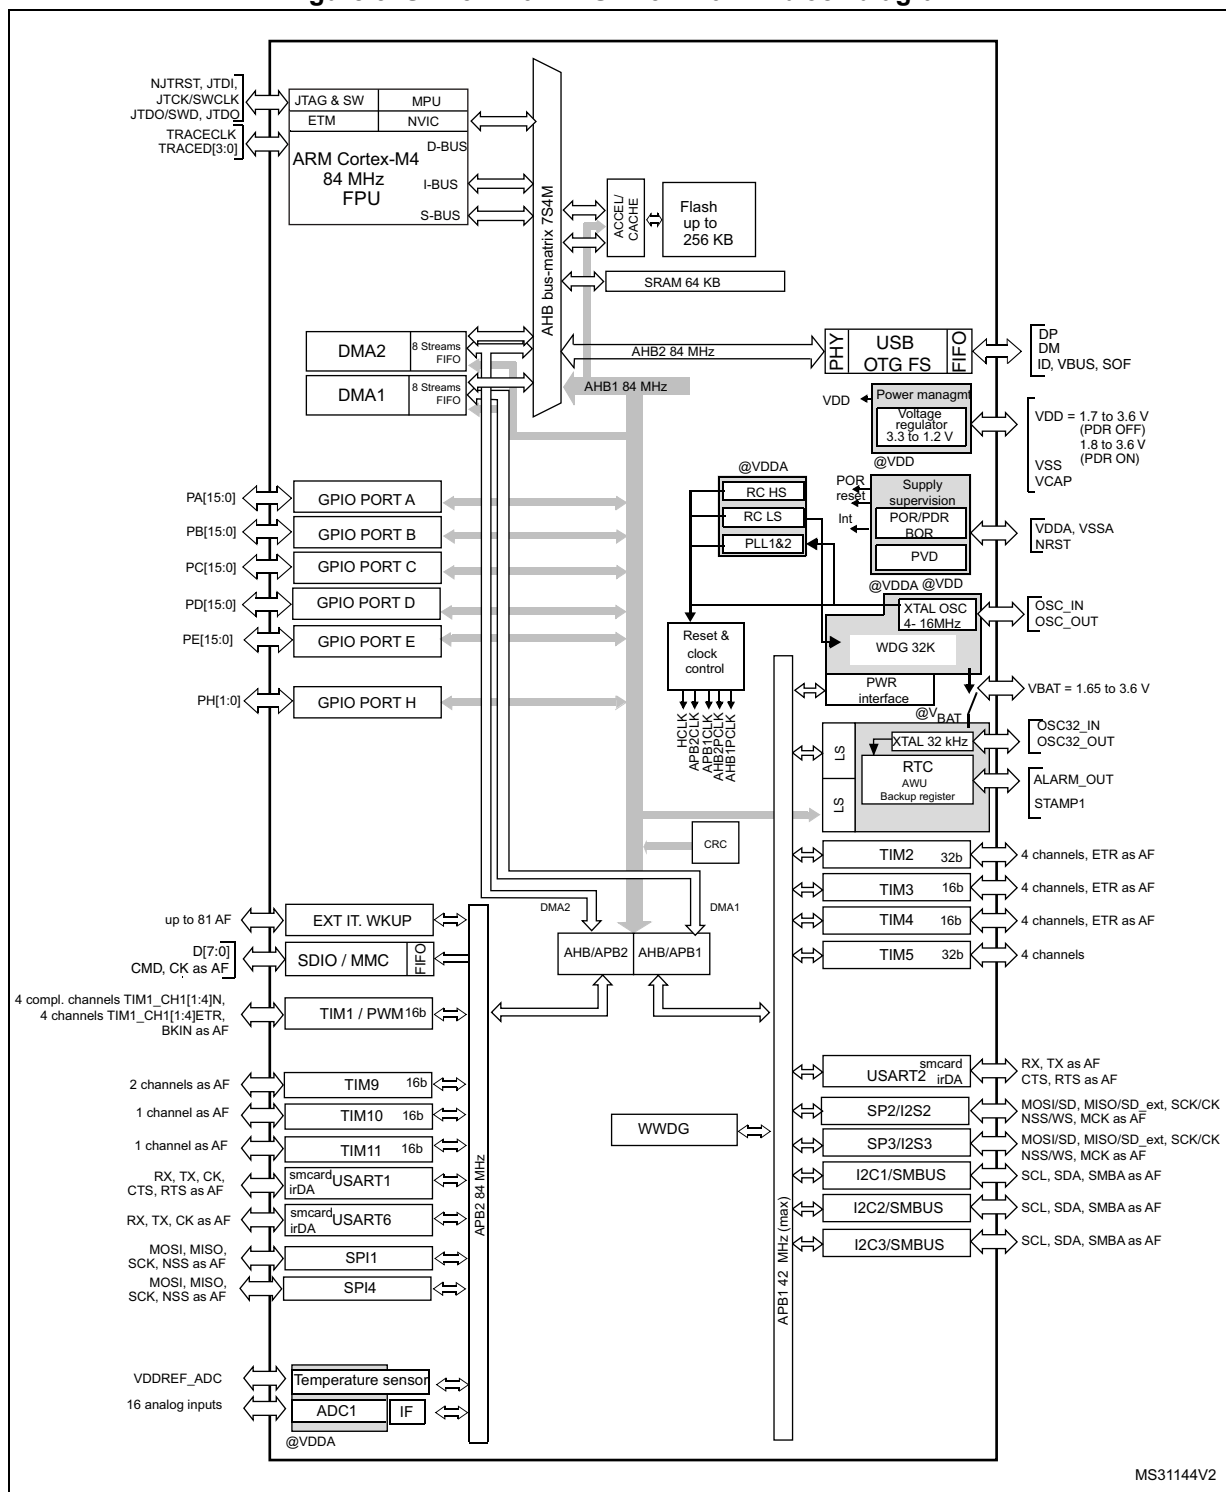 NJTRST, JTDI,
JTCK/SWCLK
JTDO/SWD, JTDO
TRACECLK
TRACED[3:0]
JTAG & SW
MPU
ETM
NVIC
D-BUS
ARM Cortex-M4
84 MHz
FPU
I-BUS
S-BUS
AHB bus-matrix 7S4M
ACCEL/
CACHE
Flash
up to
256 KB
SRAM 64 KB
DMA2
8 Streams
FIFO
DMA1
8 Streams
FIFO
AHB2 84 MHz
AHB1 84 MHz
PHY
USB
OTG FS
FIFO
DP
DM
ID, VBUS, SOF
VDD
Power managmt
Voltage
regulator
3.3 to 1.2 V
@VDD
VDD = 1.7 to 3.6 V
(PDR OFF)
1.8 to 3.6 V
(PDR ON)
VSS
VCAP
@VDDA
RC HS
RC LS
PLL1&2
POR
reset
Int
Supply
supervision
POR/PDR
BOR
PVD
VDDA, VSSA
NRST
@VDDA @VDD
PA[15:0]
GPIO PORT A
PB[15:0]
GPIO PORT B
PC[15:0]
GPIO PORT C
PD[15:0]
GPIO PORT D
PE[15:0]
GPIO PORT E
PH[1:0]
GPIO PORT H
XTAL OSC
4- 16MHz
OSC_IN
OSC_OUT
WDG 32K
Reset &
clock
control
PWR
interface
VBAT = 1.65 to 3.6 V
@VBAT
HCLK
APB2CLK
APB1CLK
AHB2PCLK
AHB1PCLK
LS
LS
XTAL 32 kHz
OSC32_IN
OSC32_OUT
RTC
AWU
Backup register
ALARM_OUT
STAMP1
CRC
TIM2 32b
4 channels, ETR as AF
TIM3 16b
4 channels, ETR as AF
TIM4 16b
4 channels, ETR as AF
TIM5 32b
4 channels
DMA2
DMA1
AHB/APB2
AHB/APB1
up to 81 AF
EXT IT. WKUP
D[7:0]
CMD, CK as AF
SDIO / MMC
FIFO
4 compl. channels TIM1_CH1[1:4]N,
4 channels TIM1_CH1[1:4]ETR,
BKIN as AF
TIM1 / PWM 16b
2 channels as AF
TIM9 16b
1 channel as AF
TIM10 16b
1 channel as AF
TIM11 16b
RX, TX, CK,
CTS, RTS as AF
smcard
irDA
USART1
RX, TX, CK as AF
smcard
irDA
USART6
MOSI, MISO,
SCK, NSS as AF
SPI1
MOSI, MISO,
SCK, NSS as AF
SPI4
APB2 84 MHz
WWDG
APB1 42 MHz (max)
USART2
smcard
irDA
RX, TX as AF
CTS, RTS as AF
SP2/I2S2
MOSI/SD, MISO/SD_ext, SCK/CK
NSS/WS, MCK as AF
SP3/I2S3
MOSI/SD, MISO/SD_ext, SCK/CK
NSS/WS, MCK as AF
I2C1/SMBUS
SCL, SDA, SMBA as AF
I2C2/SMBUS
SCL, SDA, SMBA as AF
I2C3/SMBUS
SCL, SDA, SMBA as AF
VDDREF_ADC
Temperature sensor
16 analog inputs
ADC1
IF
@VDDA
MS31144V2